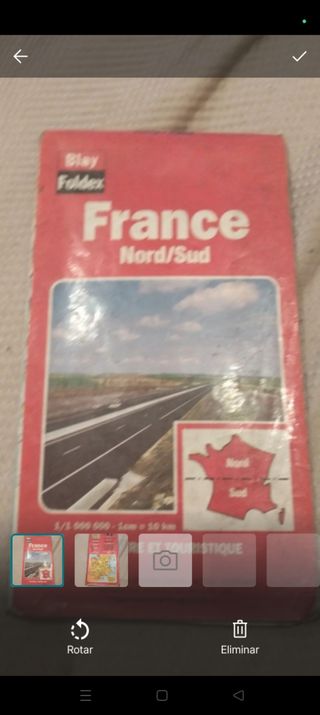 Blay
Foldex
France
Nord/Sud
Nord
Sud
1/1 000 000 - 1cm = 10 km
RE ET TOURISTIQUE
France
Rotar
Eliminar